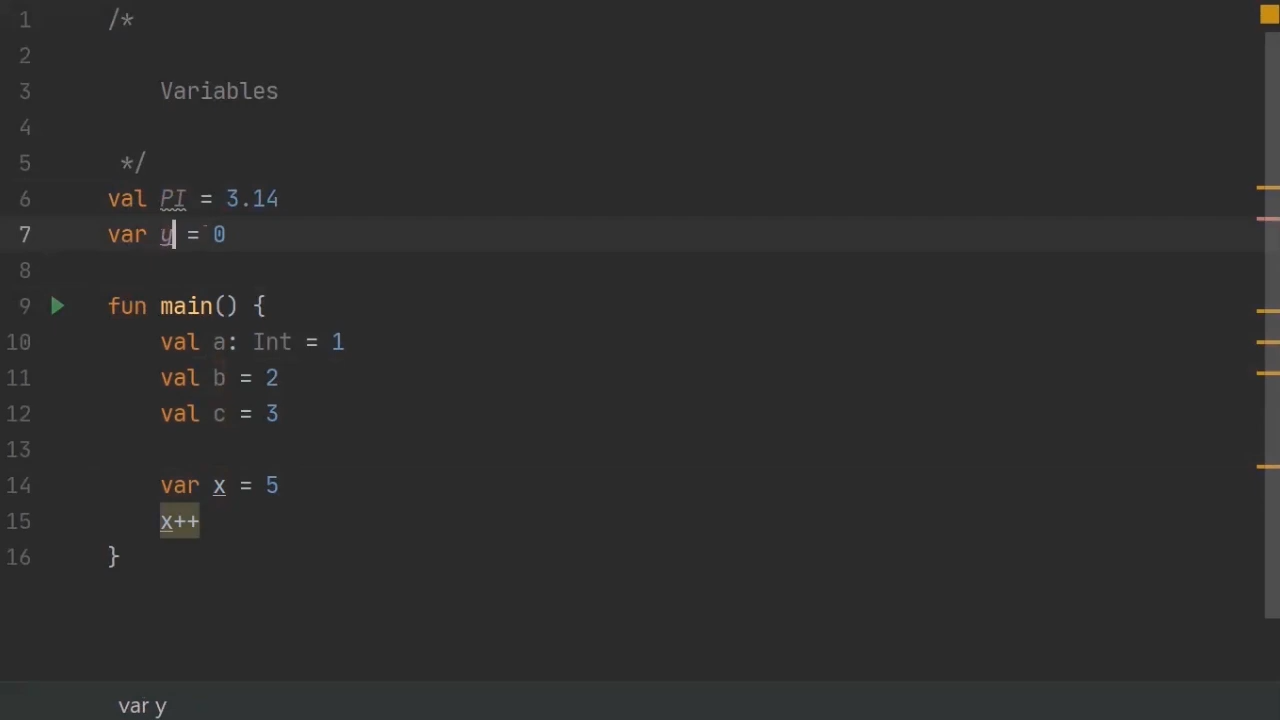 1 /*
2
3 Variables
4
5 */
6 val PI = 3.14
7 var y = 0
8
9 fun main() {
10 val a: Int = 1
11 val b = 2
12 val c = 3
13
14 var x = 5
15 x++
16 }
var y